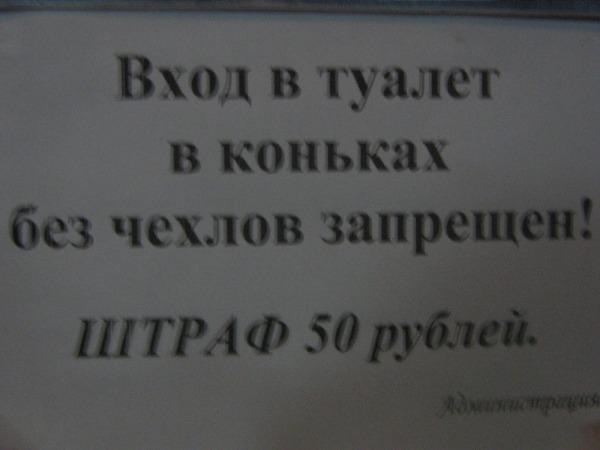 Вход в туалет
в коньках
без чехлов запрещен!
ШТРАФ 50 рублей.
Администрация